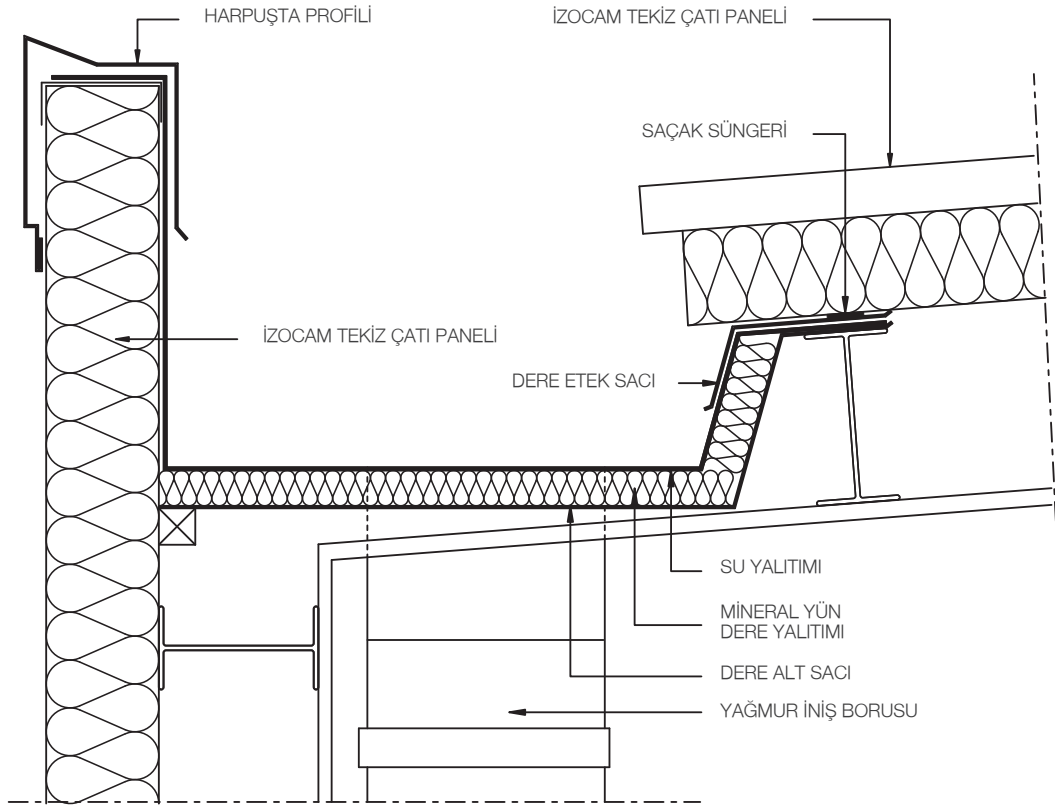 HARPUŞTA PROFİLİ
İZOCAM TEKİZ ÇATI PANELİ
SAÇAK SÜNGERİ
İZOCAM TEKİZ ÇATI PANELİ
DERE ETEK SACI
SU YALITIMI
MİNERAL YÜN
DERE YALITIMI
DERE ALT SACI
YAĞMUR İNİŞ BORUSU